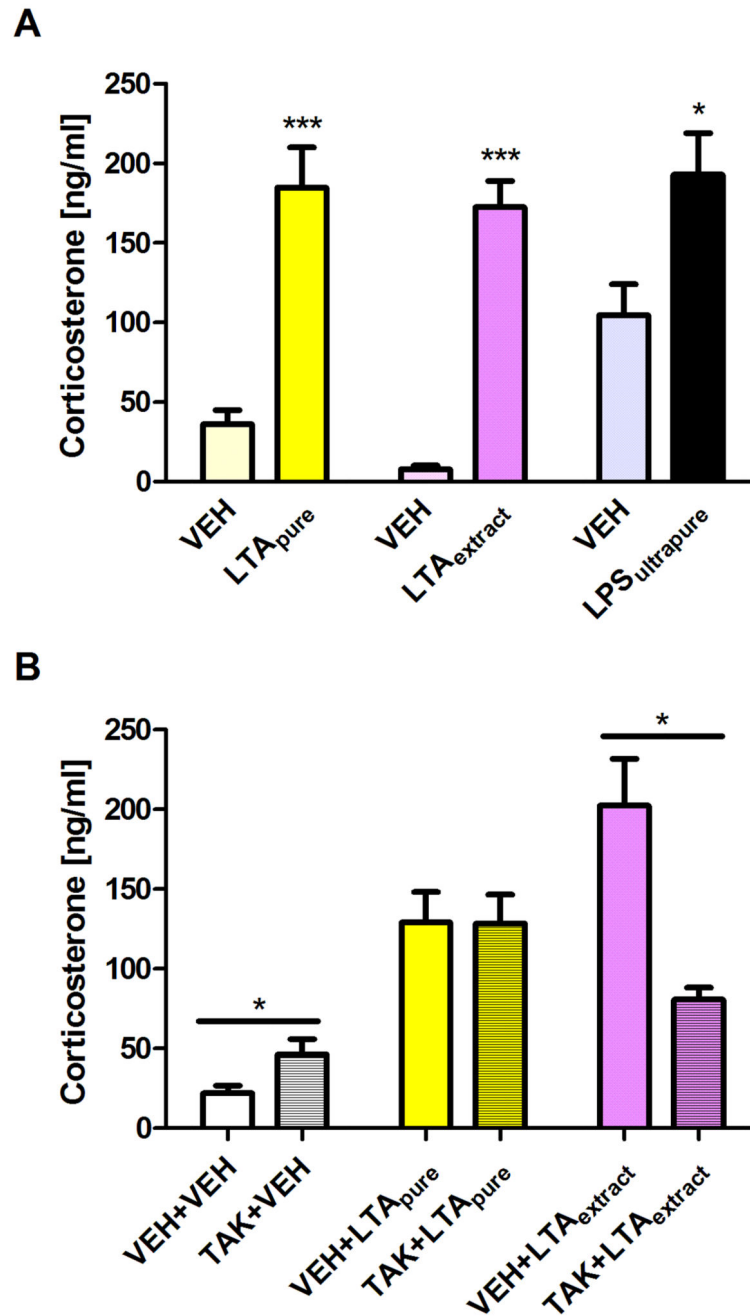 A
Corticosterone [ng/ml]
250
200
150
100
50
0
***
***
*
VEH
LTApure
VEH
LTAextract
VEH
LPSultrapure
B
Corticosterone [ng/ml]
250
200
150
100
50
0
*
*
VEH+VEH
TAK+VEH
VEH+LTApure
TAK+LTApure
VEH+LTAextract
TAK+LTAextract